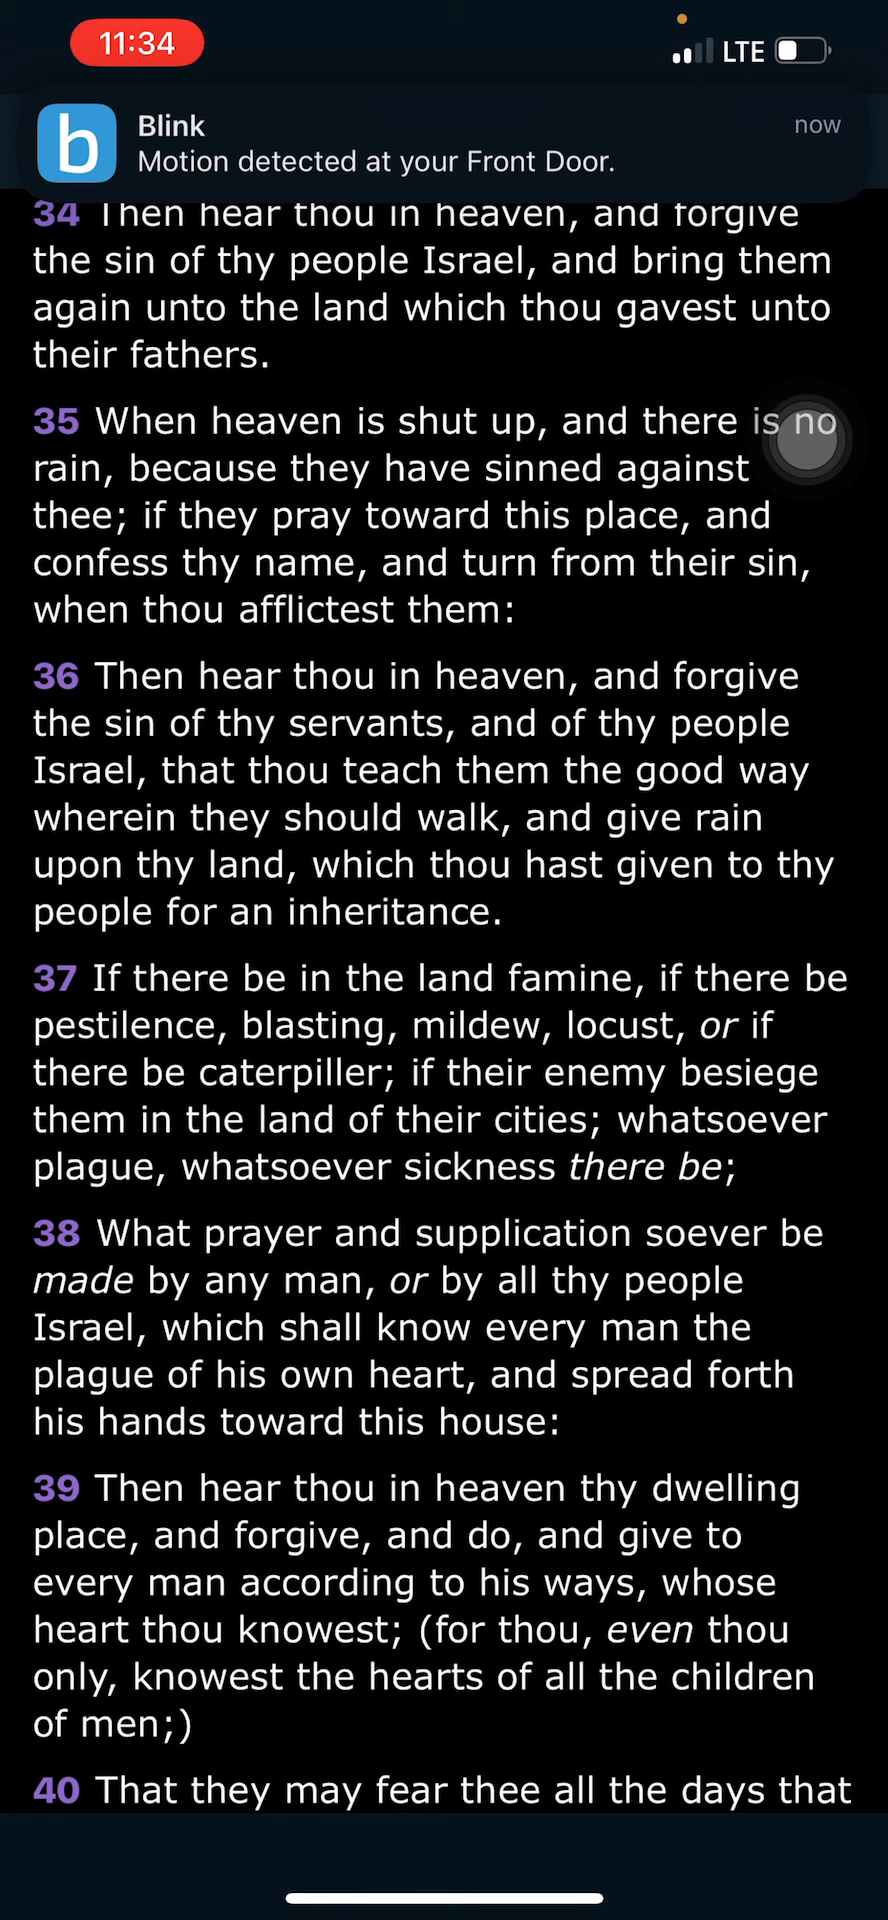 11:34
LTE
b
Blink
now
Motion detected at your Front Door.
34 Then hear thou in heaven, and forgive
the sin of thy people Israel, and bring them
again unto the land which thou gavest unto
their fathers.
35 When heaven is shut up, and there is no
rain, because they have sinned against
thee; if they pray toward this place, and
confess thy name, and turn from their sin,
when thou afflictest them:
36 Then hear thou in heaven, and forgive
the sin of thy servants, and of thy people
Israel, that thou teach them the good way
wherein they should walk, and give rain
upon thy land, which thou hast given to thy
people for an inheritance.
37 If there be in the land famine, if there be
pestilence, blasting, mildew, locust, or if
there be caterpiller; if their enemy besiege
them in the land of their cities; whatsoever
plague, whatsoever sickness there be;
38 What prayer and supplication soever be
made by any man, or by all thy people
Israel, which shall know every man the
plague of his own heart, and spread forth
his hands toward this house:
39 Then hear thou in heaven thy dwelling
place, and forgive, and do, and give to
every man according to his ways, whose
heart thou knowest; (for thou, even thou
only, knowest the hearts of all the children
of men;)
40 That they may fear thee all the days that